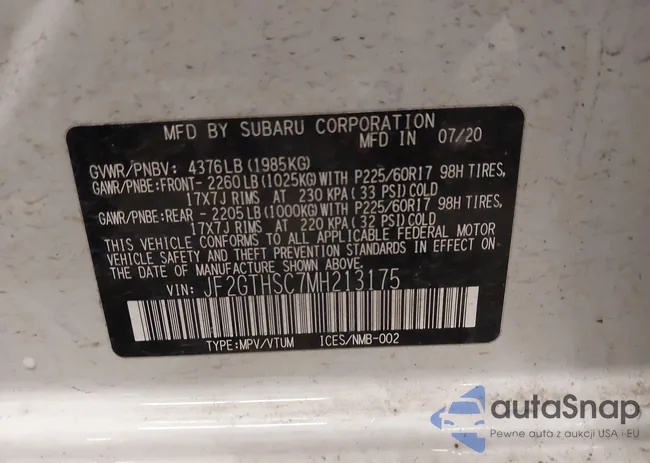 MFD BY SUBARU CORPORATION
MFD IN 07/20
GVWR/PNBV: 4376LB (1985KG)
GAWR/PNBE:FRONT- 2260LB(1025KG)WITH P225/60R17 98H TIRES,
17X7J RIMS AT 230 KPA(33 PSI)COLD
GAWR/PNBE:REAR - 2205LB(1000KG)WITH P225/60R17 98H TIRES,
17X7J RIMS AT 220 KPA(32 PSI)COLD
THIS VEHICLE CONFORMS TO ALL APPLICABLE FEDERAL MOTOR
VEHICLE SAFETY AND THEFT PREVENTION STANDARDS IN EFFECT ON
THE DATE OF MANUFACTURE SHOWN ABOVE.
VIN: JF2GTHSC7MH213175
TYPE:MPV/VTUM ICES/NMB-002
autaSnap
Pewne auta z aukcji USA i EU